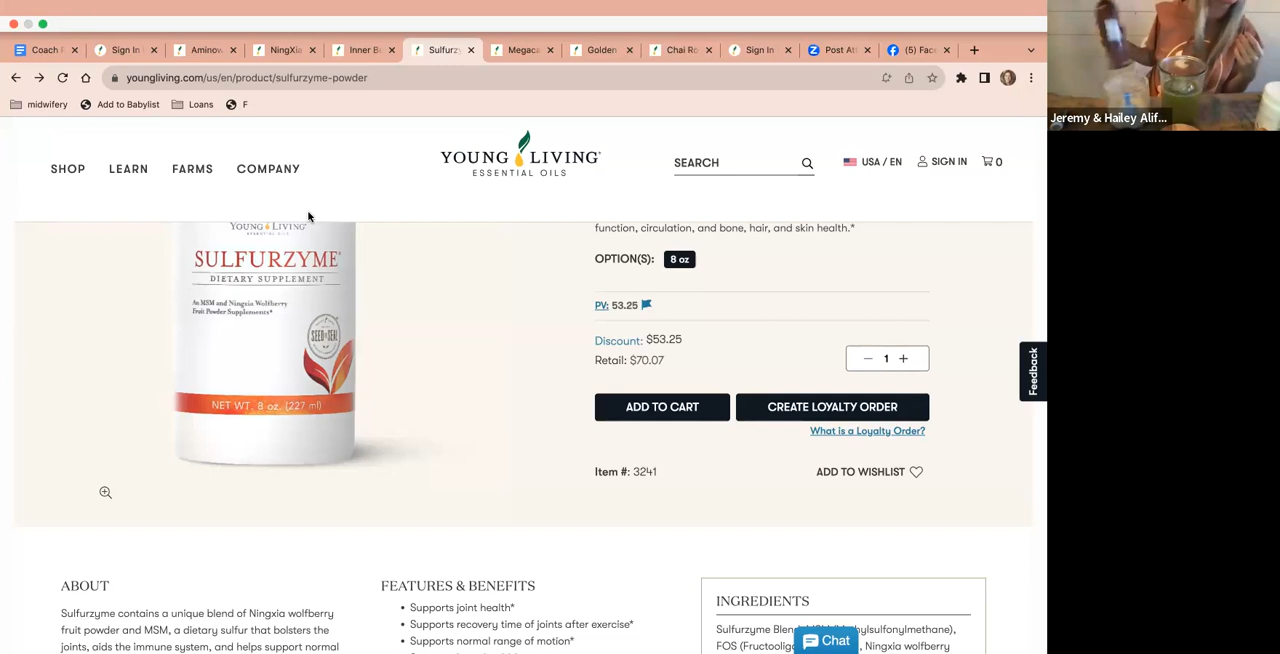 Coach
Sign In
Aminow
NingXia
Inner Be
Sulfurz
Megaca
Golden
Chai Ro
Sign In
Post Att
(5) Face
youngliving.com/us/en/product/sulfurzyme-powder
midwifery
Add to Babylist
Loans
F
Jeremy & Hailey Alif...
SHOP
LEARN
FARMS
COMPANY
YOUNG LIVING
ESSENTIAL OILS
SEARCH
USA / EN
SIGN IN
0
YOUNG LIVING
ESSENTIAL OILS
SULFURZYME®
DIETARY SUPPLEMENT
An MSM and Ningxia Wolfberry
Fruit Powder Supplements*
SEED to SEAL
NET WT. 8 oz. (227 ml)
function, circulation, and bone, hair, and skin health.*
OPTION(S): 8 oz
PV: 53.25
Discount: $53.25
Retail: $70.07
1
ADD TO CART
CREATE LOYALTY ORDER
What is a Loyalty Order?
Item #: 3241
ADD TO WISHLIST
Feedback
ABOUT
Sulfurzyme contains a unique blend of Ningxia wolfberry
fruit powder and MSM, a dietary sulfur that bolsters the
joints, aids the immune system, and helps support normal
FEATURES & BENEFITS
• Supports joint health*
• Supports recovery time of joints after exercise*
• Supports normal range of motion*
INGREDIENTS
Sulfurzyme
FOS
Ningxia wolfberry
Chat